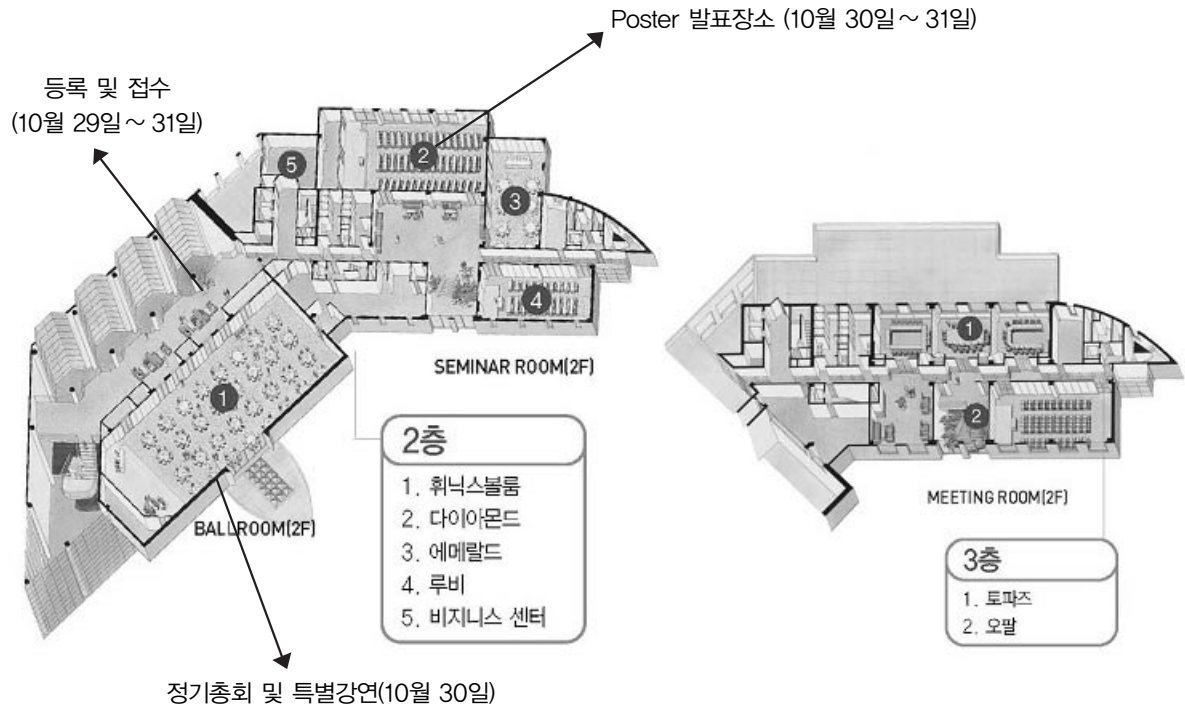 Poster 발표장소 (10월 30일~31일)
등록 및 접수
(10월 29일~31일)
5
2
3
4
1
SEMINAR ROOM(2F)
BALLROOM(2F)
2층
1. 휘닉스볼룸
2. 다이아몬드
3. 에메랄드
4. 루비
5. 비지니스 센터
정기총회 및 특별강연(10월 30일)
1
2
MEETING ROOM(2F)
3층
1. 토파즈
2. 오팔